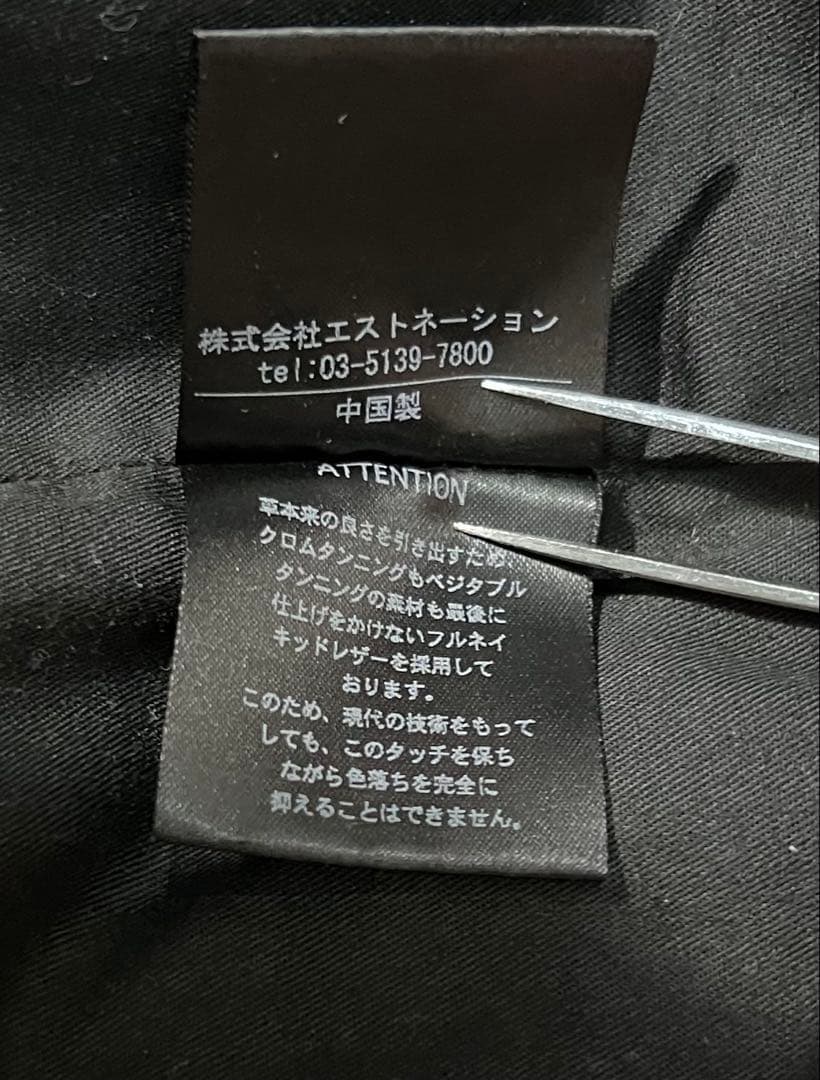 株式会社エストネーション
tel:03-5139-7800
中国製
ATTENTION
革本来の良さを引き出すため、
クロムタンニングもベジタブル
タンニングの素材も最後に
仕上げをかけないフルネイ
キッドレザーを採用して
おります。
このため、現代の技術をもって
しても、このタッチを保ち
ながら色落ちを完全に
抑えることはできません。